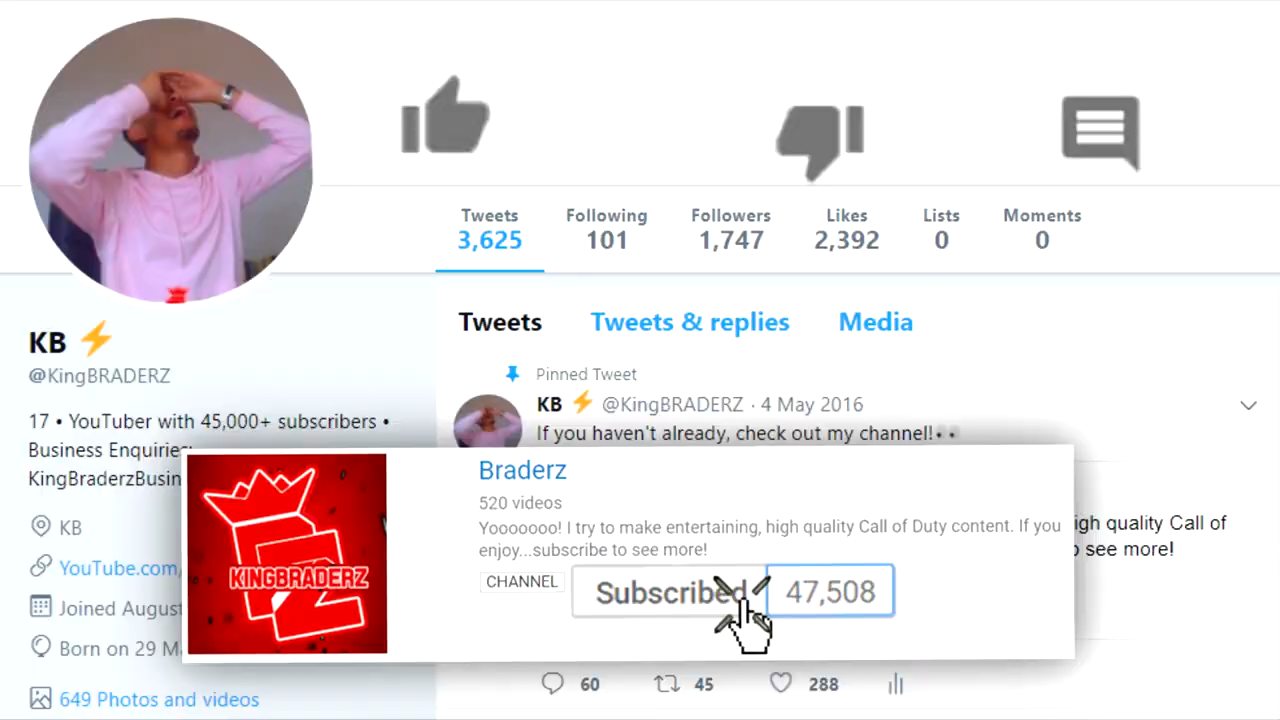 Tweets Following Followers Likes Lists Moments
3,625 101 1,747 2,392 0 0
KB
@KingBRADERZ
17 • YouTuber with 45,000+ subscribers •
Business Enquiries:
KingBraderzBusin
KB
YouTube.com/
Joined August
Born on 29 M
649 Photos and videos
Tweets Tweets & replies Media
Pinned Tweet
KB @KingBRADERZ · 4 May 2016
If you haven't already, check out my channel!
igh quality Call of
see more!
KINGBRADERZ
Braderz
520 videos
Yooooooo! I try to make entertaining, high quality Call of Duty content. If you
enjoy...subscribe to see more!
CHANNEL
Subscribed 47,508
60 45 288